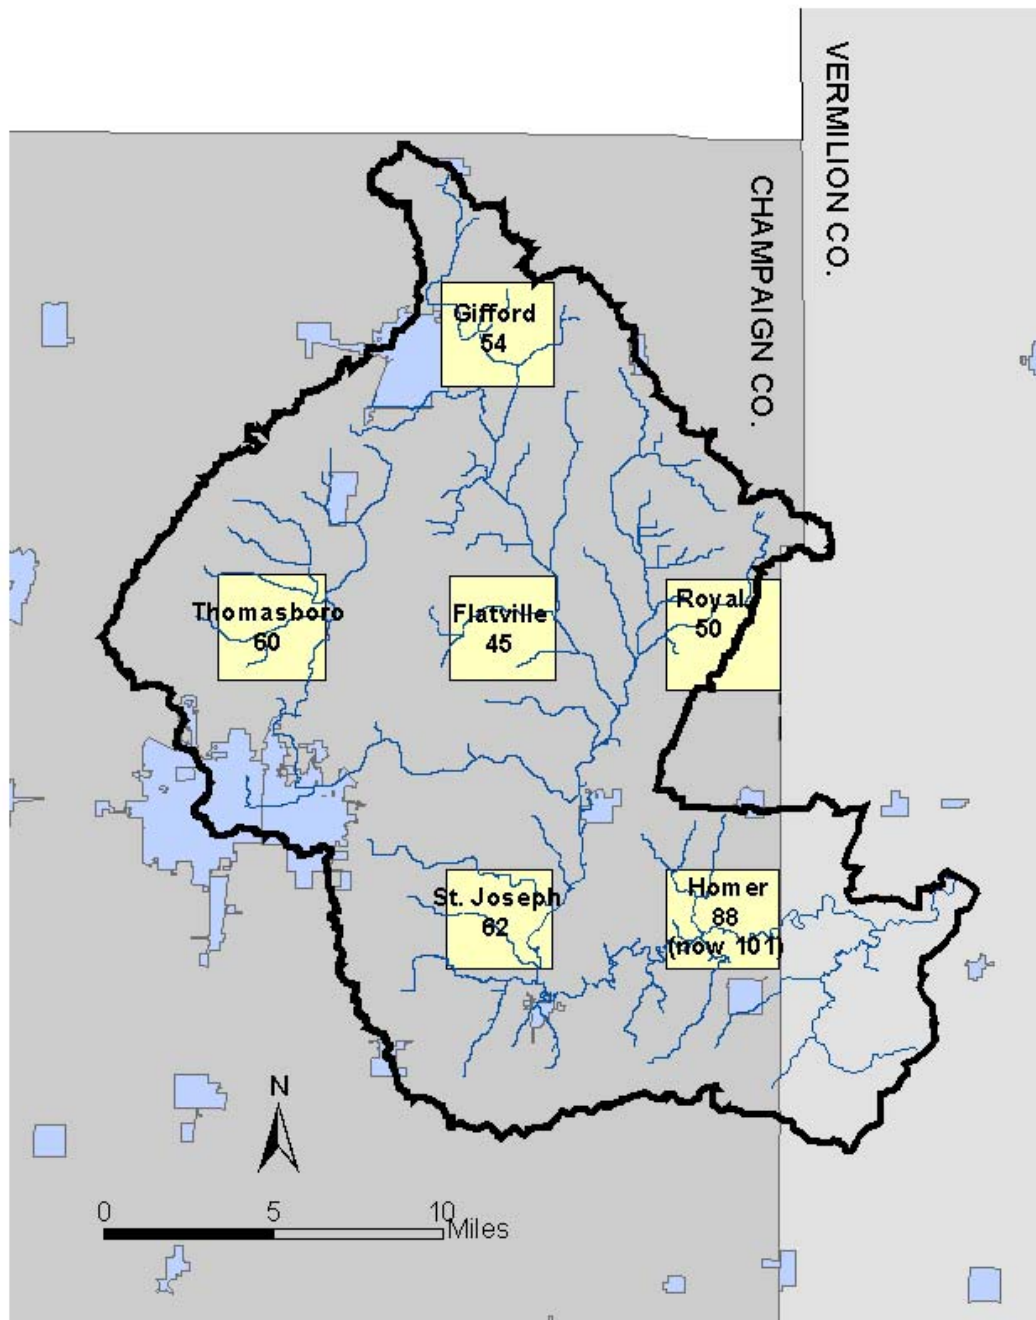 VERMILION CO.
CHAMPAIGN CO.
Gifford
54
Thomasboro
60
Flatville
45
Royal
50
St. Joseph
62
Homer
88
(now 101)
N
0 5 10 Miles